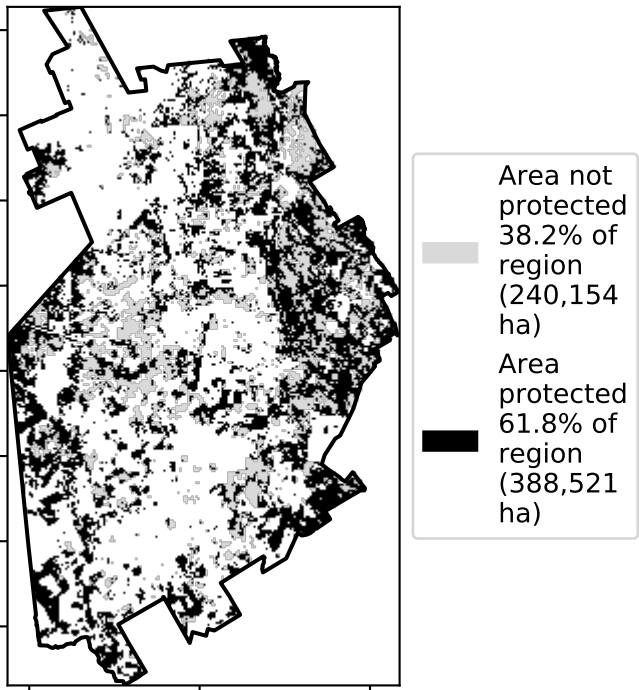 Area not
protected
38.2% of
region
(240,154
ha)
Area
protected
61.8% of
region
(388,521
ha)